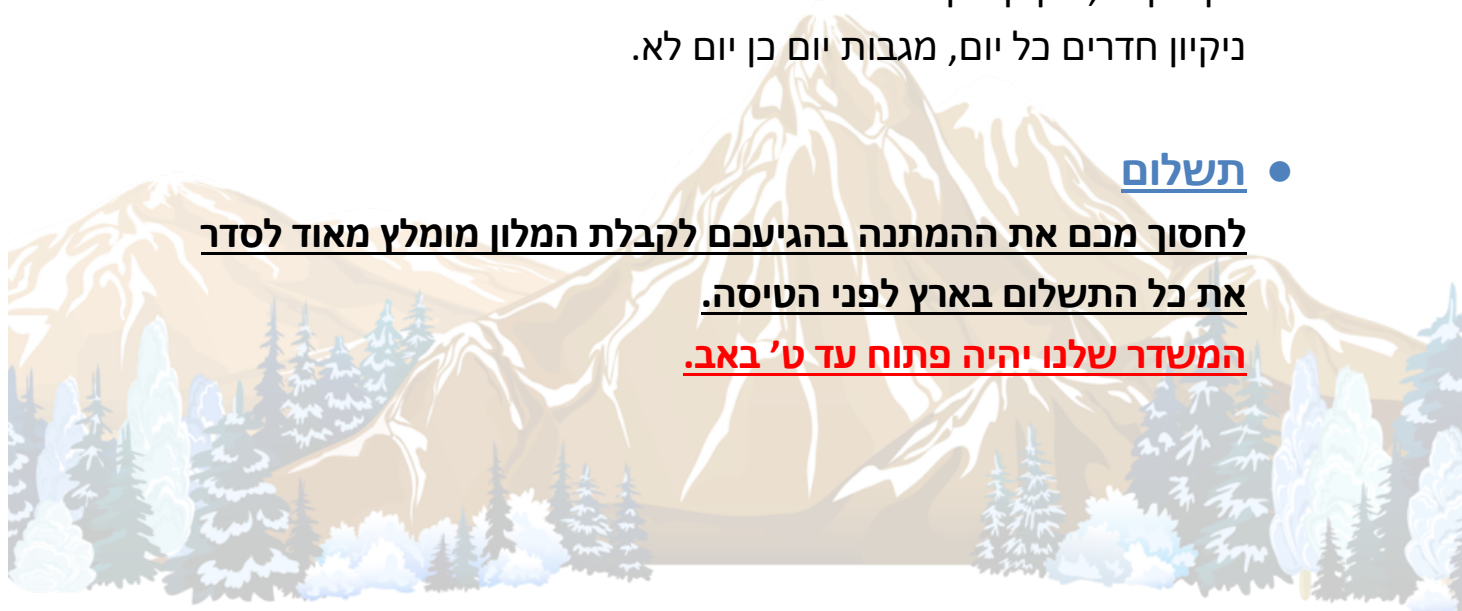 ניקיון חדרים כל יום, מגבות יום כן יום לא.
● תשלום
לחסוך מכם את ההמתנה בהגיעכם לקבלת המלון מומלץ מאוד לסדר
את כל התשלום בארץ לפני הטיסה.
המשדר שלנו יהיה פתוח עד ט’ באב.